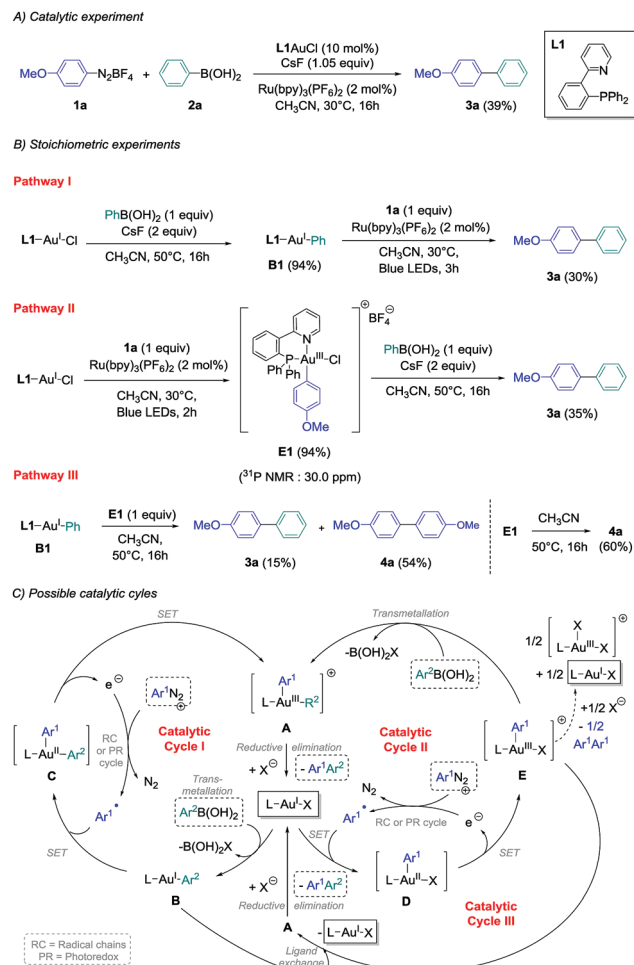 A) Catalytic experiment
MeO
N₂BF₄
1a
+
B(OH)₂
2a
L1AuCl (10 mol%)
CsF (1.05 equiv)
Ru(bpy)₃(PF₆)₂ (2 mol%)
CH₃CN, 30°C, 16h
MeO
3a (39%)
L1
N
PPh₂
B) Stoichiometric experiments
Pathway I
L1–Auᴵ–Cl
PhB(OH)₂ (1 equiv)
CsF (2 equiv)
CH₃CN, 50°C, 16h
L1–Auᴵ–Ph
B1 (94%)
1a (1 equiv)
Ru(bpy)₃(PF₆)₂ (2 mol%)
CH₃CN, 30°C,
Blue LEDs, 3h
MeO
3a (30%)
Pathway II
L1–Auᴵ–Cl
1a (1 equiv)
Ru(bpy)₃(PF₆)₂ (2 mol%)
CH₃CN, 30°C,
Blue LEDs, 2h
⊕ BF₄⊖
N
P–Auᴵᴵᴵ–Cl
Ph Ph
OMe
E1 (94%)
(³¹P NMR : 30.0 ppm)
PhB(OH)₂ (1 equiv)
CsF (2 equiv)
CH₃CN, 50°C, 16h
MeO
3a (35%)
Pathway III
L1–Auᴵ–Ph
B1
E1 (1 equiv)
CH₃CN,
50°C, 16h
MeO
3a (15%)
+
MeO
OMe
4a (54%)
E1
CH₃CN
50°C, 16h
4a
(60%)
C) Possible catalytic cyles
SET
Transmetallation
-B(OH)₂X
Ar²B(OH)₂
1/2
X
L–Auᴵᴵᴵ–X
⊕
+ 1/2 L–Auᴵ–X
+1/2 X⊖
- 1/2
Ar¹Ar¹
e⊖
Ar¹N₂
⊕
Ar¹
L–Auᴵᴵᴵ–R²
⊕
A
Ar¹
L–Auᴵᴵ–Ar²
C
RC
or PR
cycle
Catalytic
Cycle I
Catalytic
Cycle II
Ar¹
L–Auᴵᴵᴵ–X
⊕
E
N₂
Ar¹•
Reductive elimination
+ X⊖
- Ar¹Ar²
Trans-
metallation
Ar²B(OH)₂
L–Auᴵ–X
N₂
Ar¹N₂
⊕
Ar¹•
RC or PR cycle
e⊖
SET
-B(OH)₂X
SET
SET
L–Auᴵ–Ar²
B
+ X⊖
- Ar¹Ar²
Reductive elimination
Ar¹
L–Auᴵᴵ–X
D
Catalytic
Cycle III
A
- L–Auᴵ–X
Ligand
exchange
RC = Radical chains
PR = Photoredox